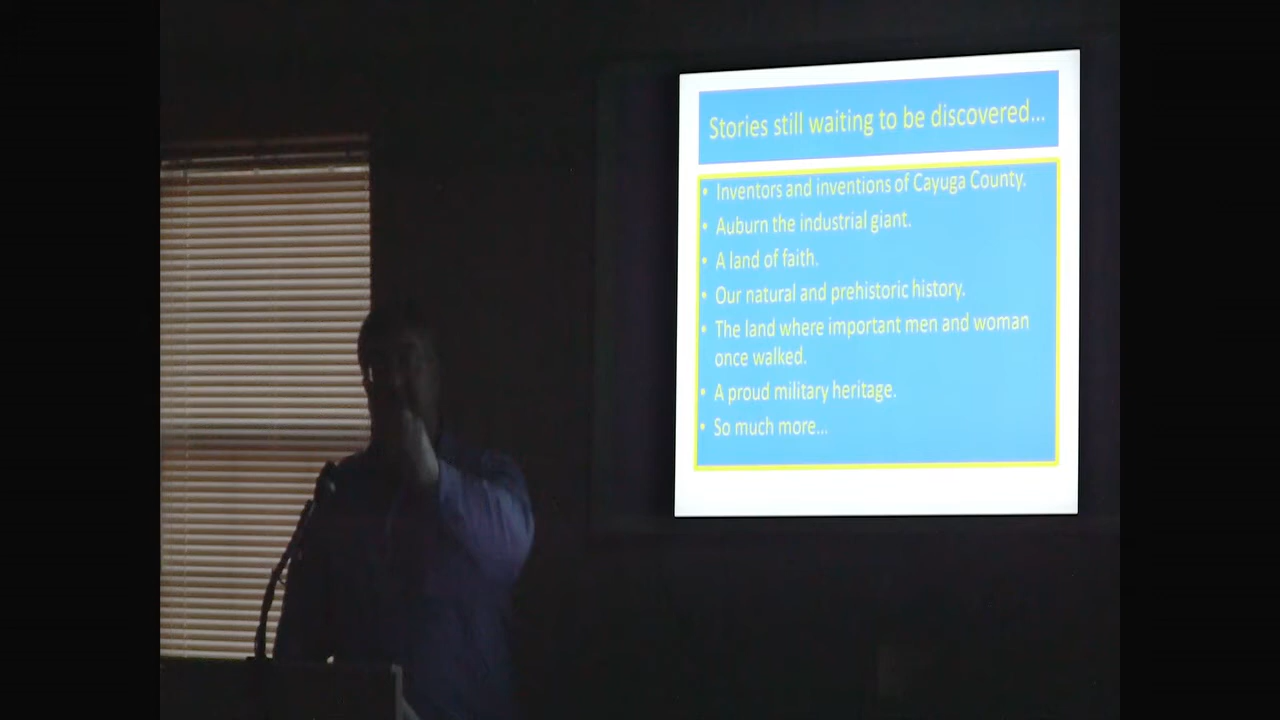 Stories still waiting to be discovered...
• Inventors and inventions of Cayuga County.
• Auburn the industrial giant.
• A land of faith.
• Our natural and prehistoric history.
• The land where important men and woman
once walked.
• A proud military heritage.
• So much more...